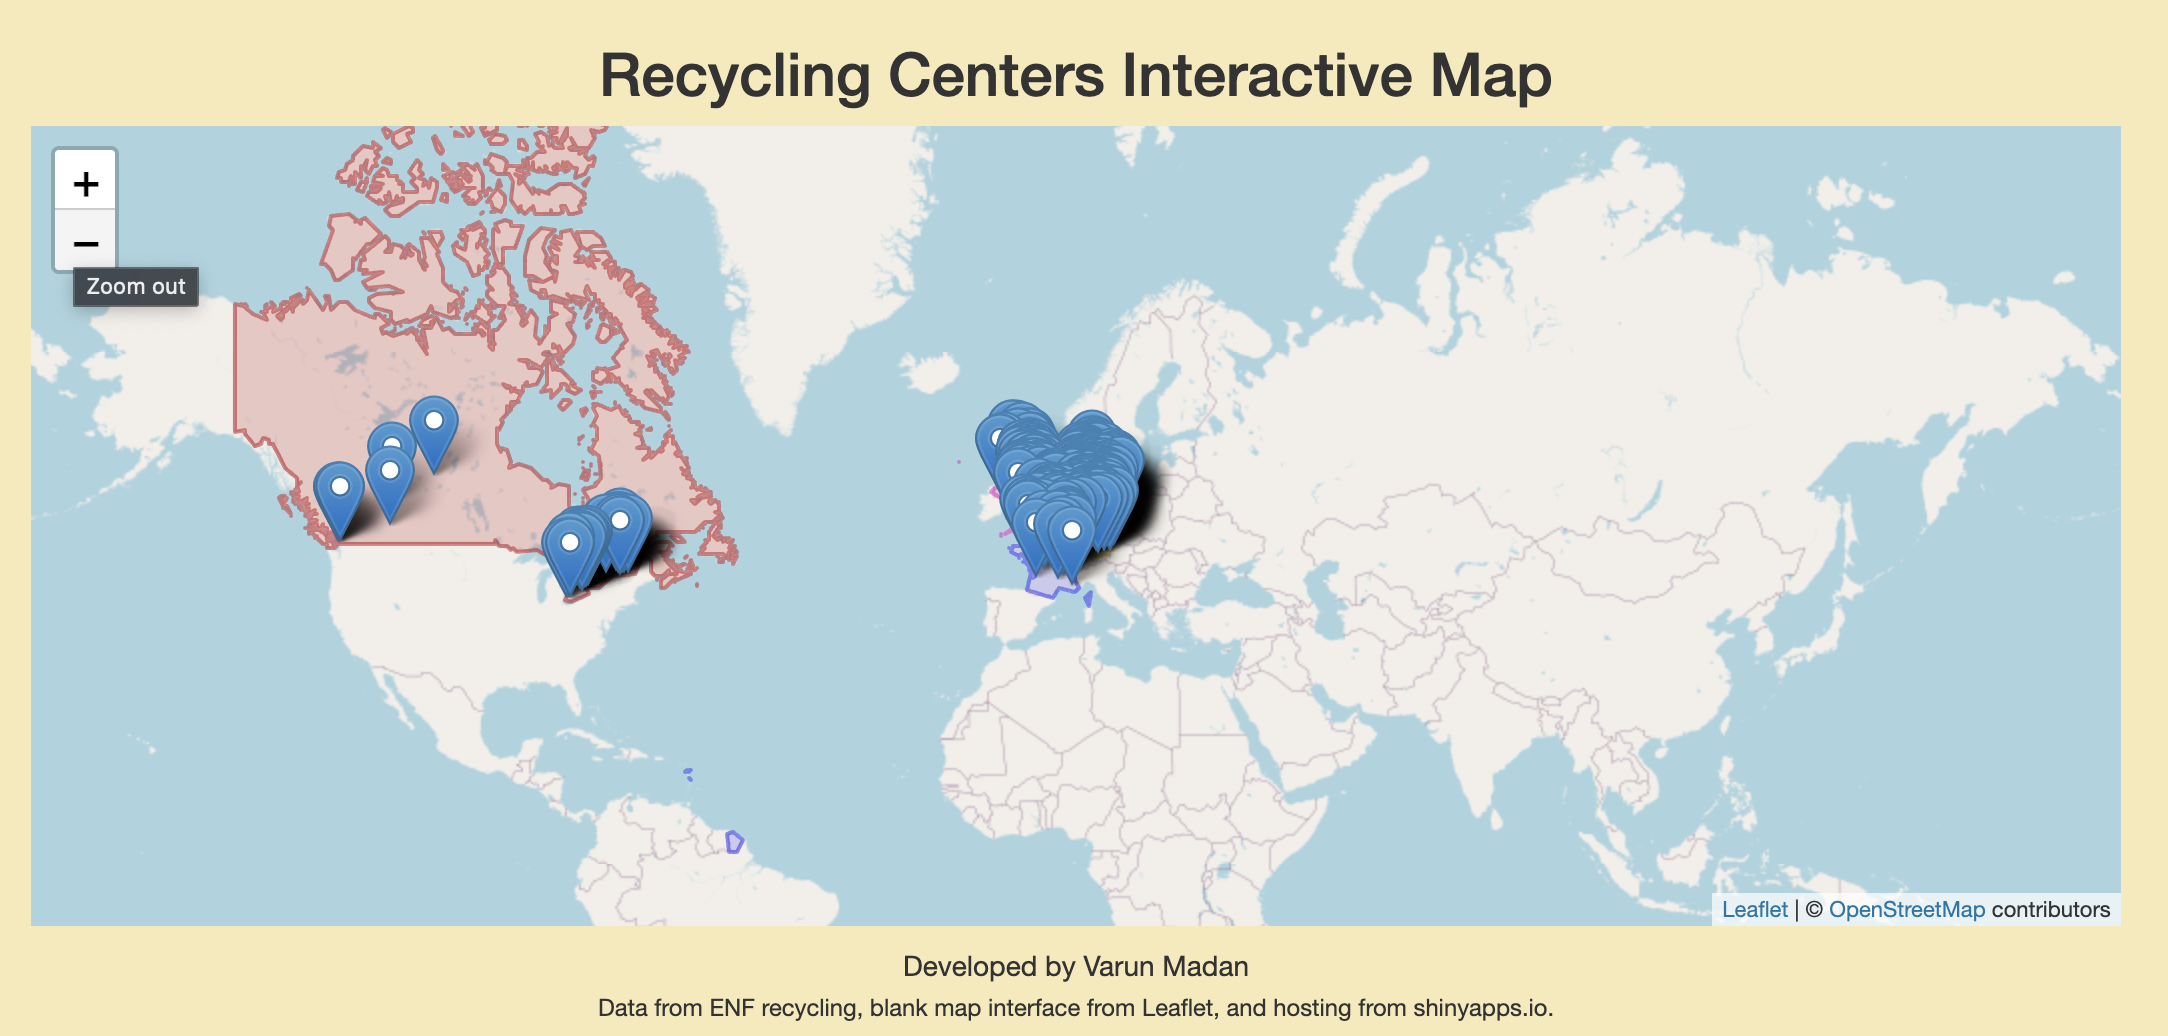 Recycling Centers Interactive Map
+
−
Zoom out
Leaflet | © OpenStreetMap contributors
Developed by Varun Madan
Data from ENF recycling, blank map interface from Leaflet, and hosting from shinyapps.io.